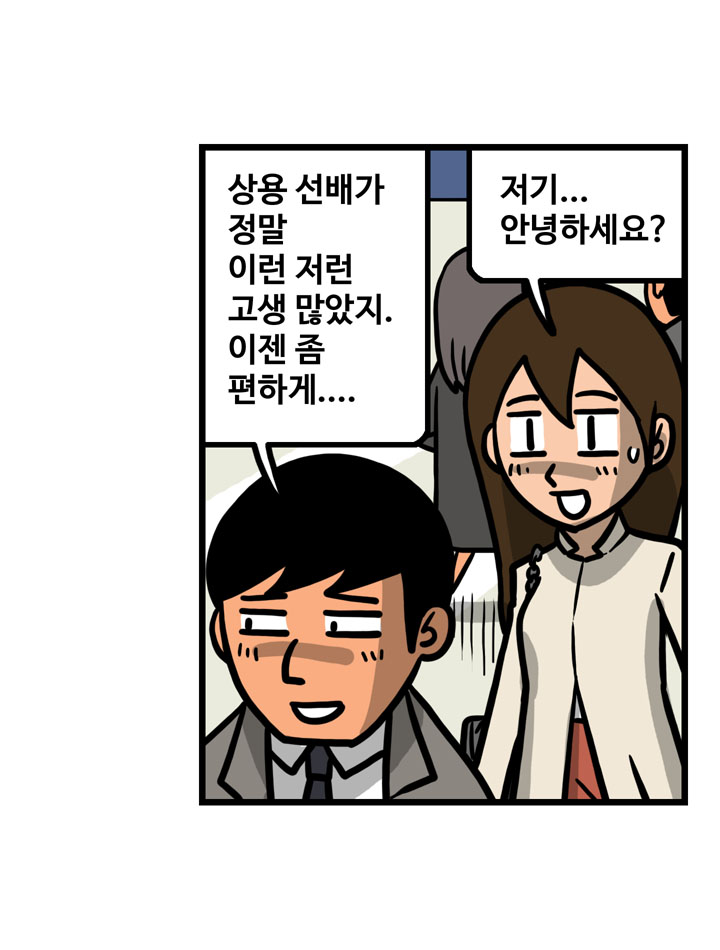 상용 선배가
정말
이런 저런
고생 많았지.
이젠 좀
편하게....
저기...
안녕하세요?